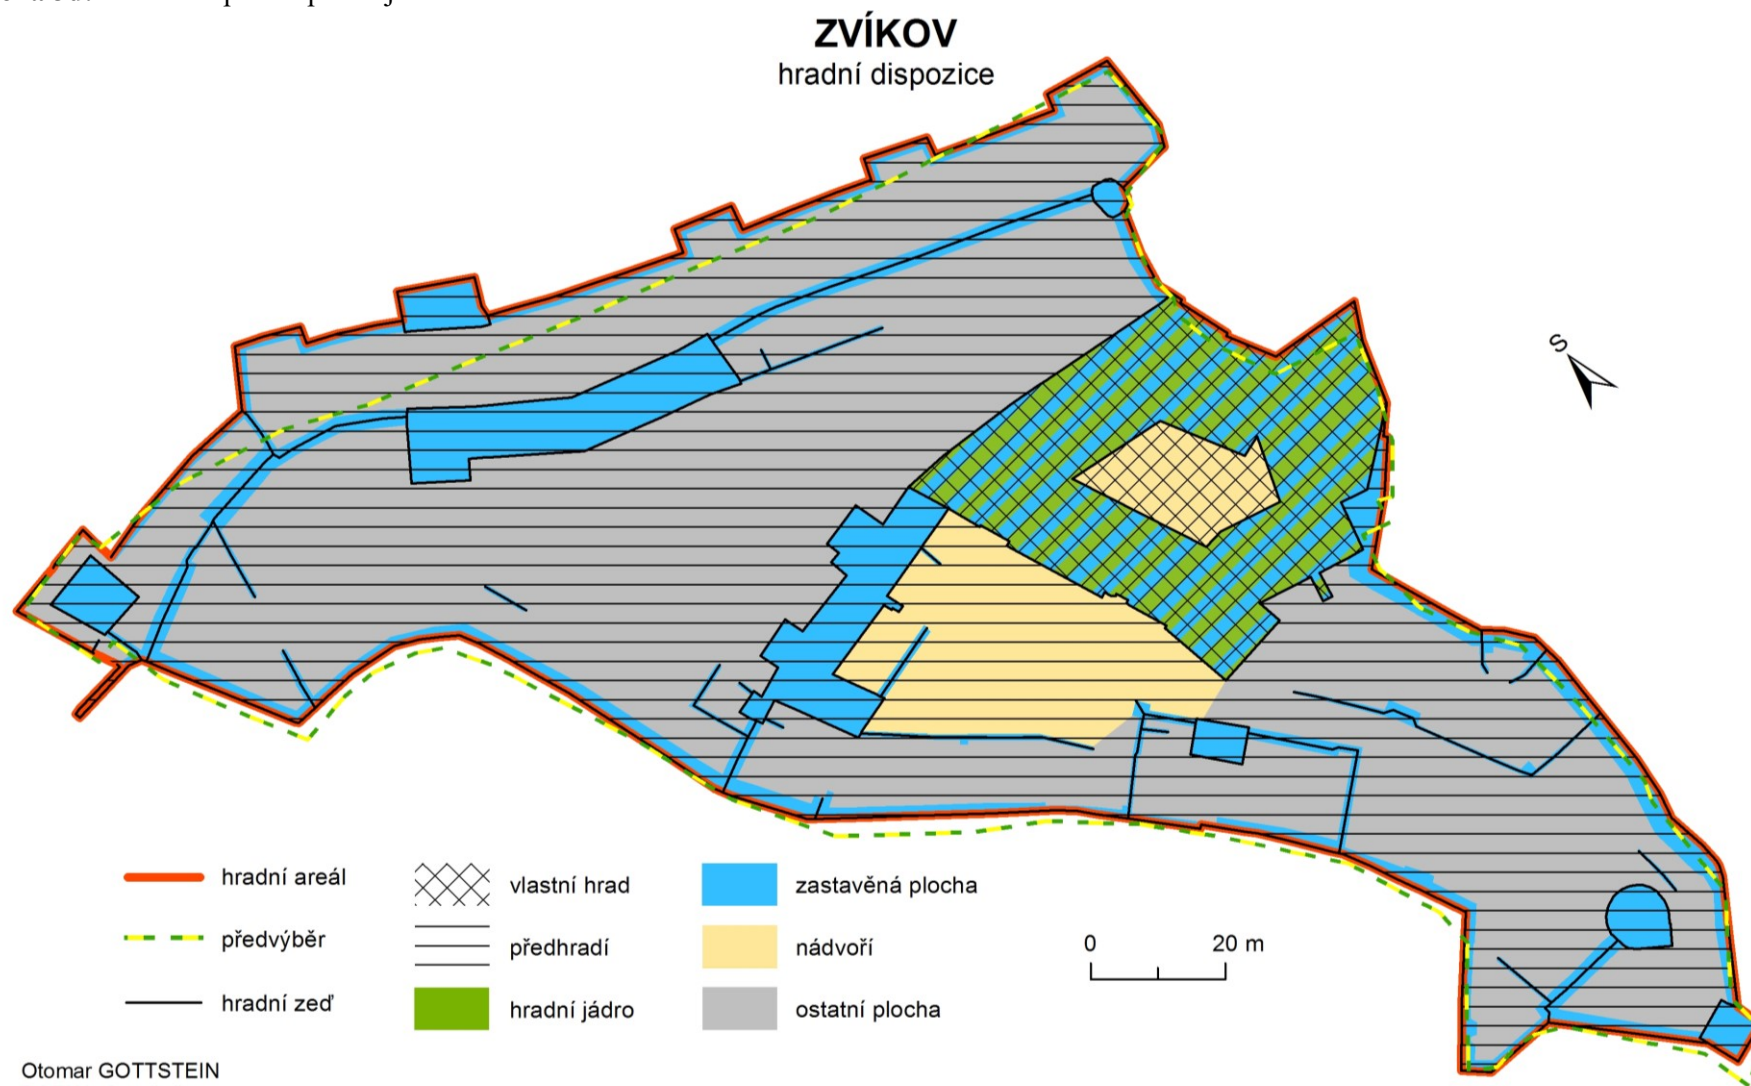 ZVÍKOV
hradní dispozice
S
hradní areál
předvýběr
hradní zeď
vlastní hrad
předhradí
hradní jádro
zastavěná plocha
nádvoří
ostatní plocha
0 20 m
Otomar GOTTSTEIN